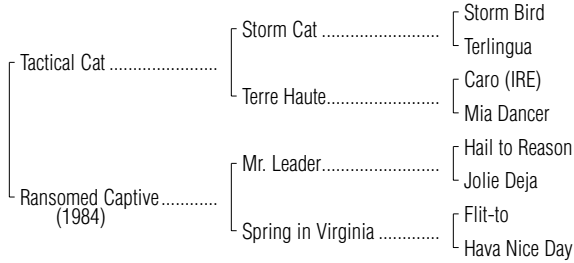 Storm Bird
Storm Cat ........................
Terlingua
Tactical Cat ......................
Caro (IRE)
Terre Haute.......................
Mia Dancer
Hail to Reason
Mr. Leader........................
Jolie Deja
Ransomed Captive ...........
(1984)
Flit-to
Spring in Virginia ............
Hava Nice Day